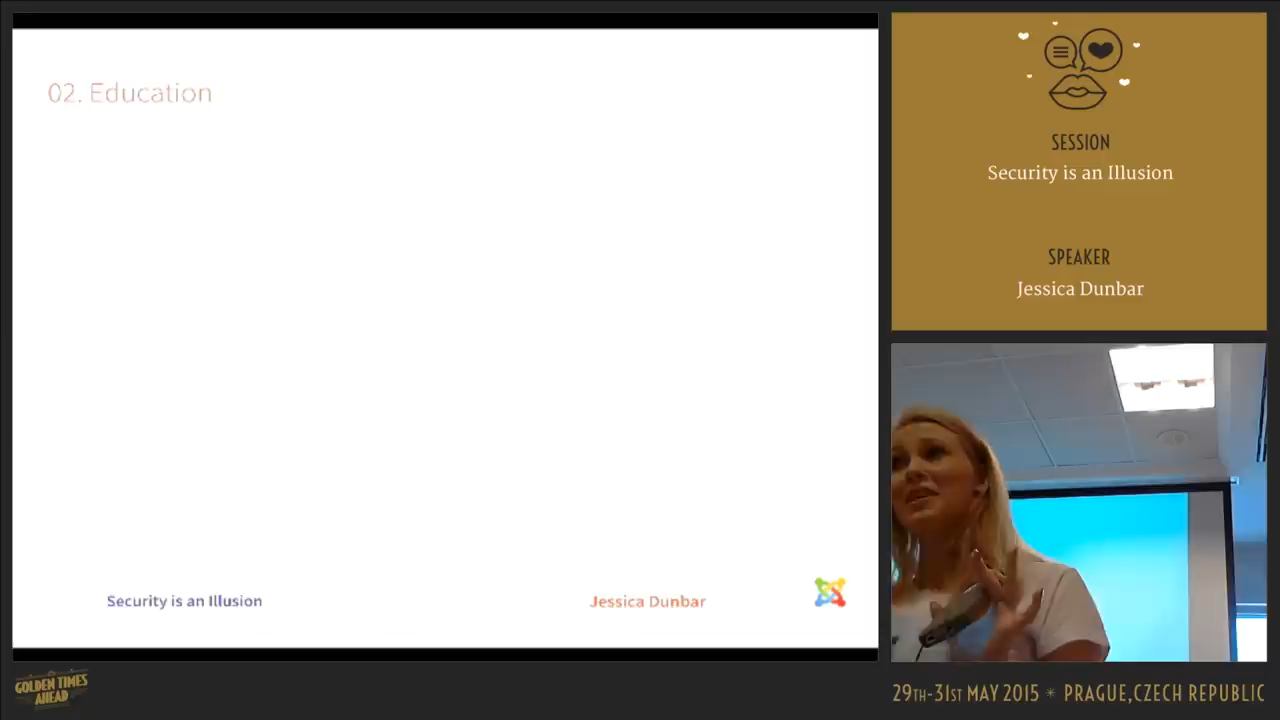 02. Education
Security is an Illusion
Jessica Dunbar
SESSION
Security is an Illusion
SPEAKER
Jessica Dunbar
GOLDEN TIMES
AHEAD
29TH-31ST MAY 2015 * PRAGUE,CZECH REPUBLIC